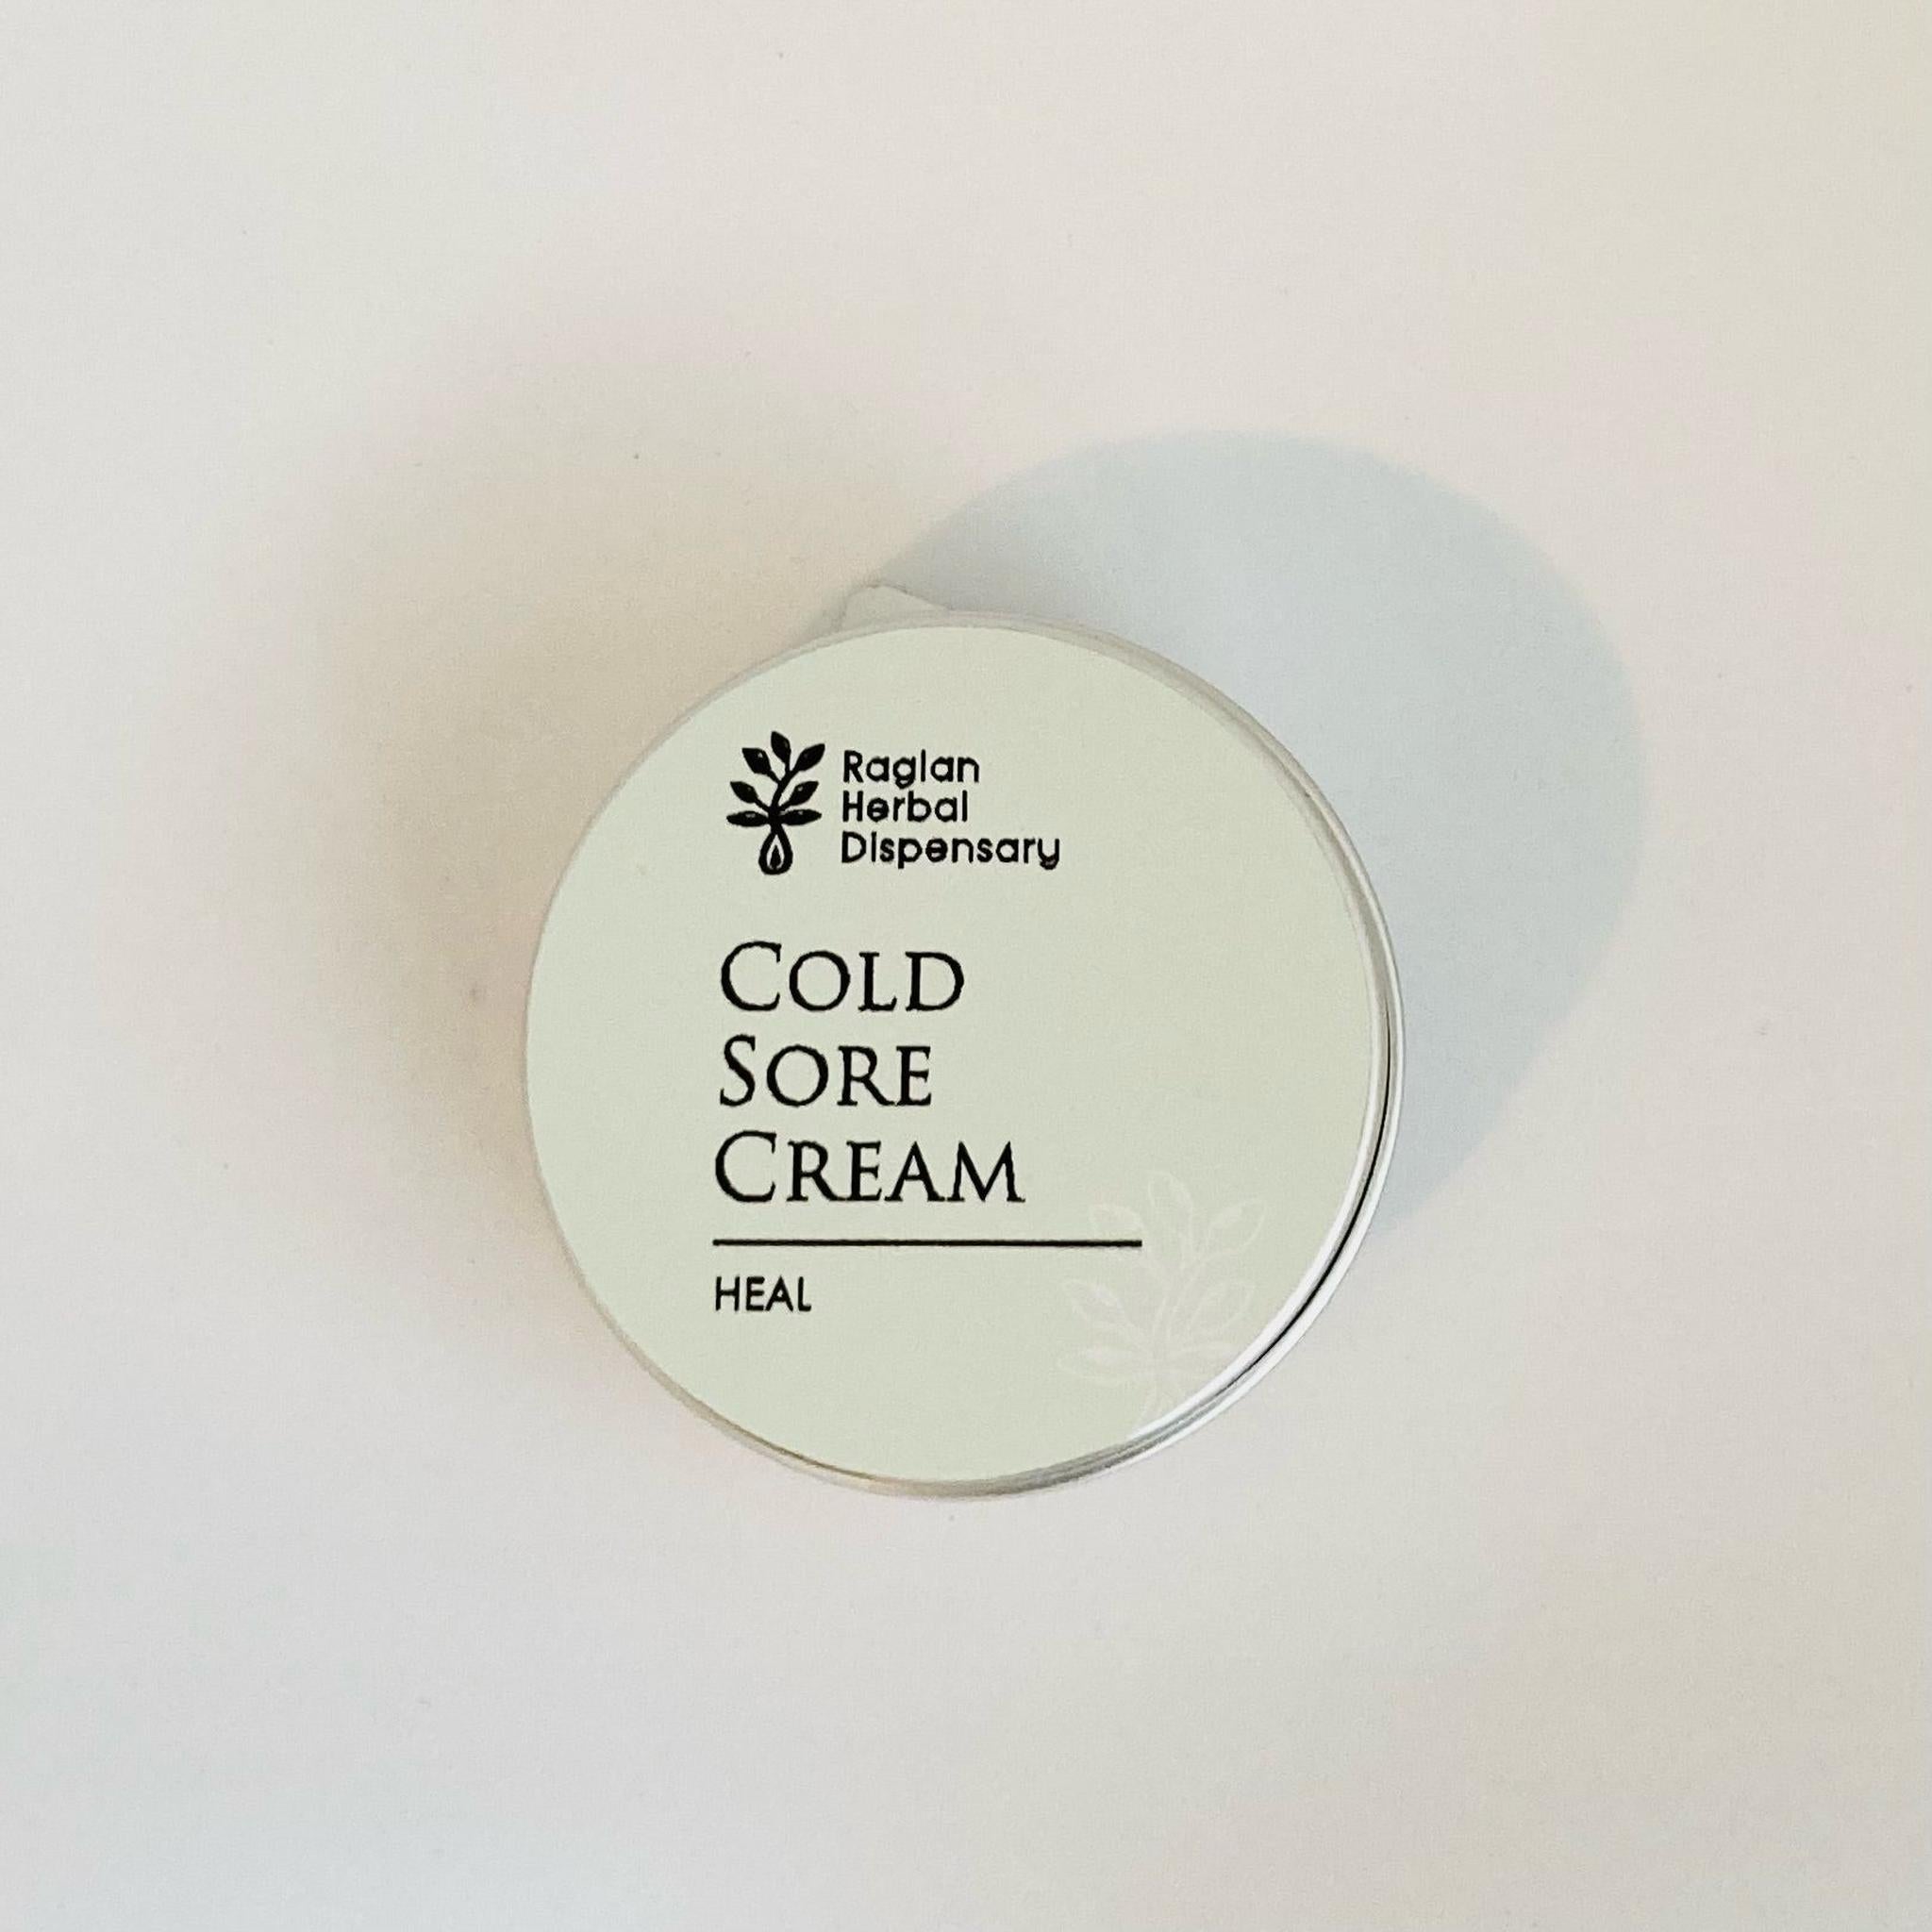 Raglan
Herbal
Dispensary
COLD
SORE
CREAM
HEAL